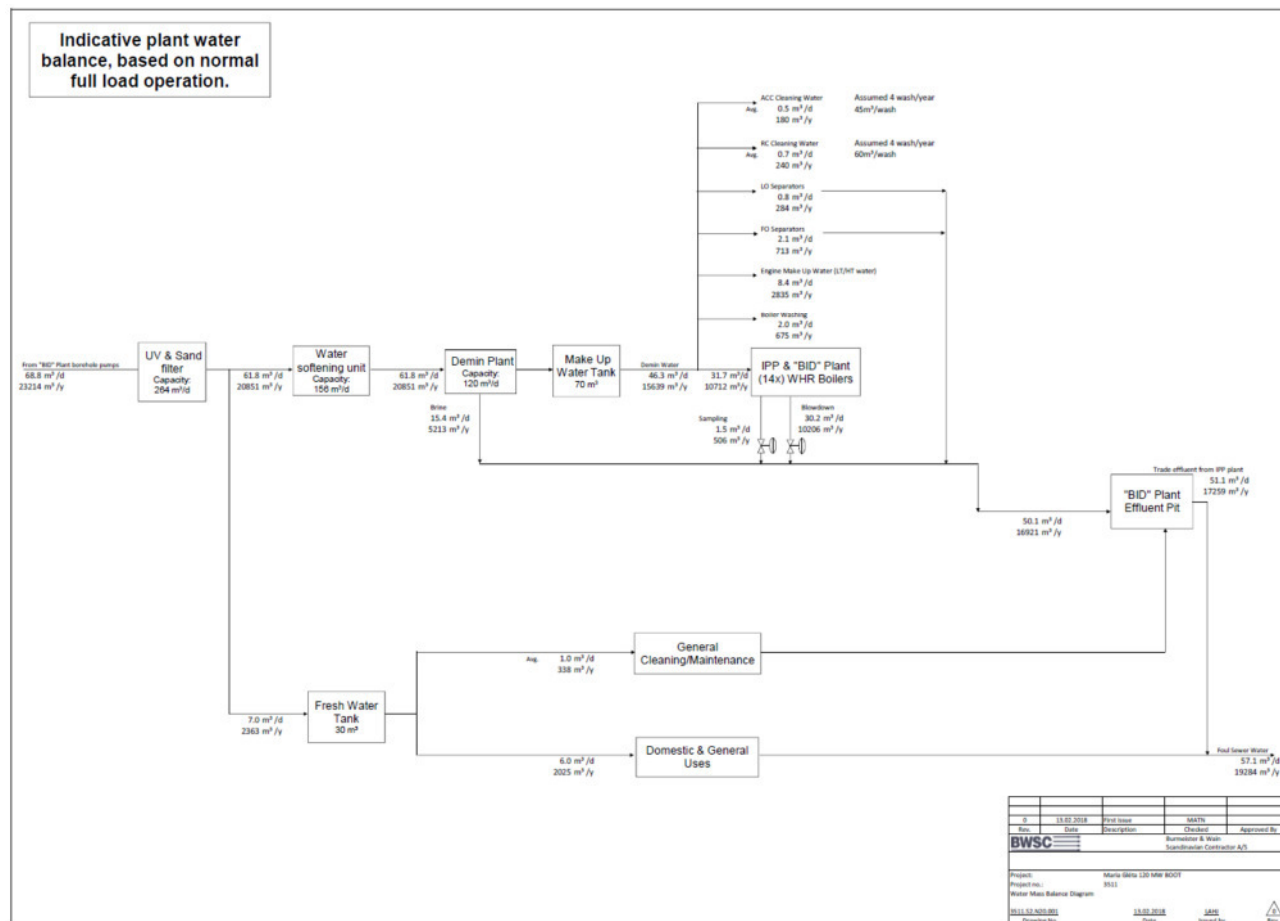 Indicative plant water
balance, based on normal
full load operation.
ACC Cleaning Water
Assumed 4 wash/year
Avg.
0.5 m³/d
45m³/wash
180 m³/y
RC Cleaning Water
Assumed 4 wash/year
Avg.
0.7 m³/d
60m³/wash
240 m³/y
LO Separators
0.8 m³/d
284 m³/y
FO Separators
2.1 m³/d
713 m³/y
Engine Make Up Water (LT/HT water)
8.4 m³/d
2835 m³/y
Boiler Washing
2.0 m³/d
675 m³/y
From "BID" Plant borehole pumps
68.8 m³/d
23214 m³/y
UV & Sand
filter
Capacity:
264 m³/d
61.8 m³/d
20851 m³/y
Water
softening unit
Capacity:
156 m³/d
61.8 m³/d
20851 m³/y
Demin Plant
Capacity:
120 m³/d
Make Up
Water Tank
70 m³
Demin Water
46.3 m³/d
15639 m³/y
31.7 m³/d
10712 m³/y
IPP & "BID" Plant
(14x) WHR Boilers
Brine
15.4 m³/d
5213 m³/y
Sampling
1.5 m³/d
506 m³/y
Blowdown
30.2 m³/d
10206 m³/y
Trade effluent from IPP plant
51.1 m³/d
17259 m³/y
"BID" Plant
Effluent Pit
50.1 m³/d
16921 m³/y
Avg.
1.0 m³/d
338 m³/y
General
Cleaning/Maintenance
7.0 m³/d
2363 m³/y
Fresh Water
Tank
30 m³
6.0 m³/d
2025 m³/y
Domestic & General
Uses
Foul Sewer Water
57.1 m³/d
19284 m³/y
0 13.02.2018 First Issue MATN
Rev. Date Description Checked Approved By
BWSC
Burmeister & Wain
Scandinavian Contractor A/S
Project: Maria Gléta 120 MW BOOT
Project no.: 3511
Water Mass Balance Diagram
3511.52.N20.001 13.02.2018 LAHJ 0
Drawing No. Date Issued by Rev.